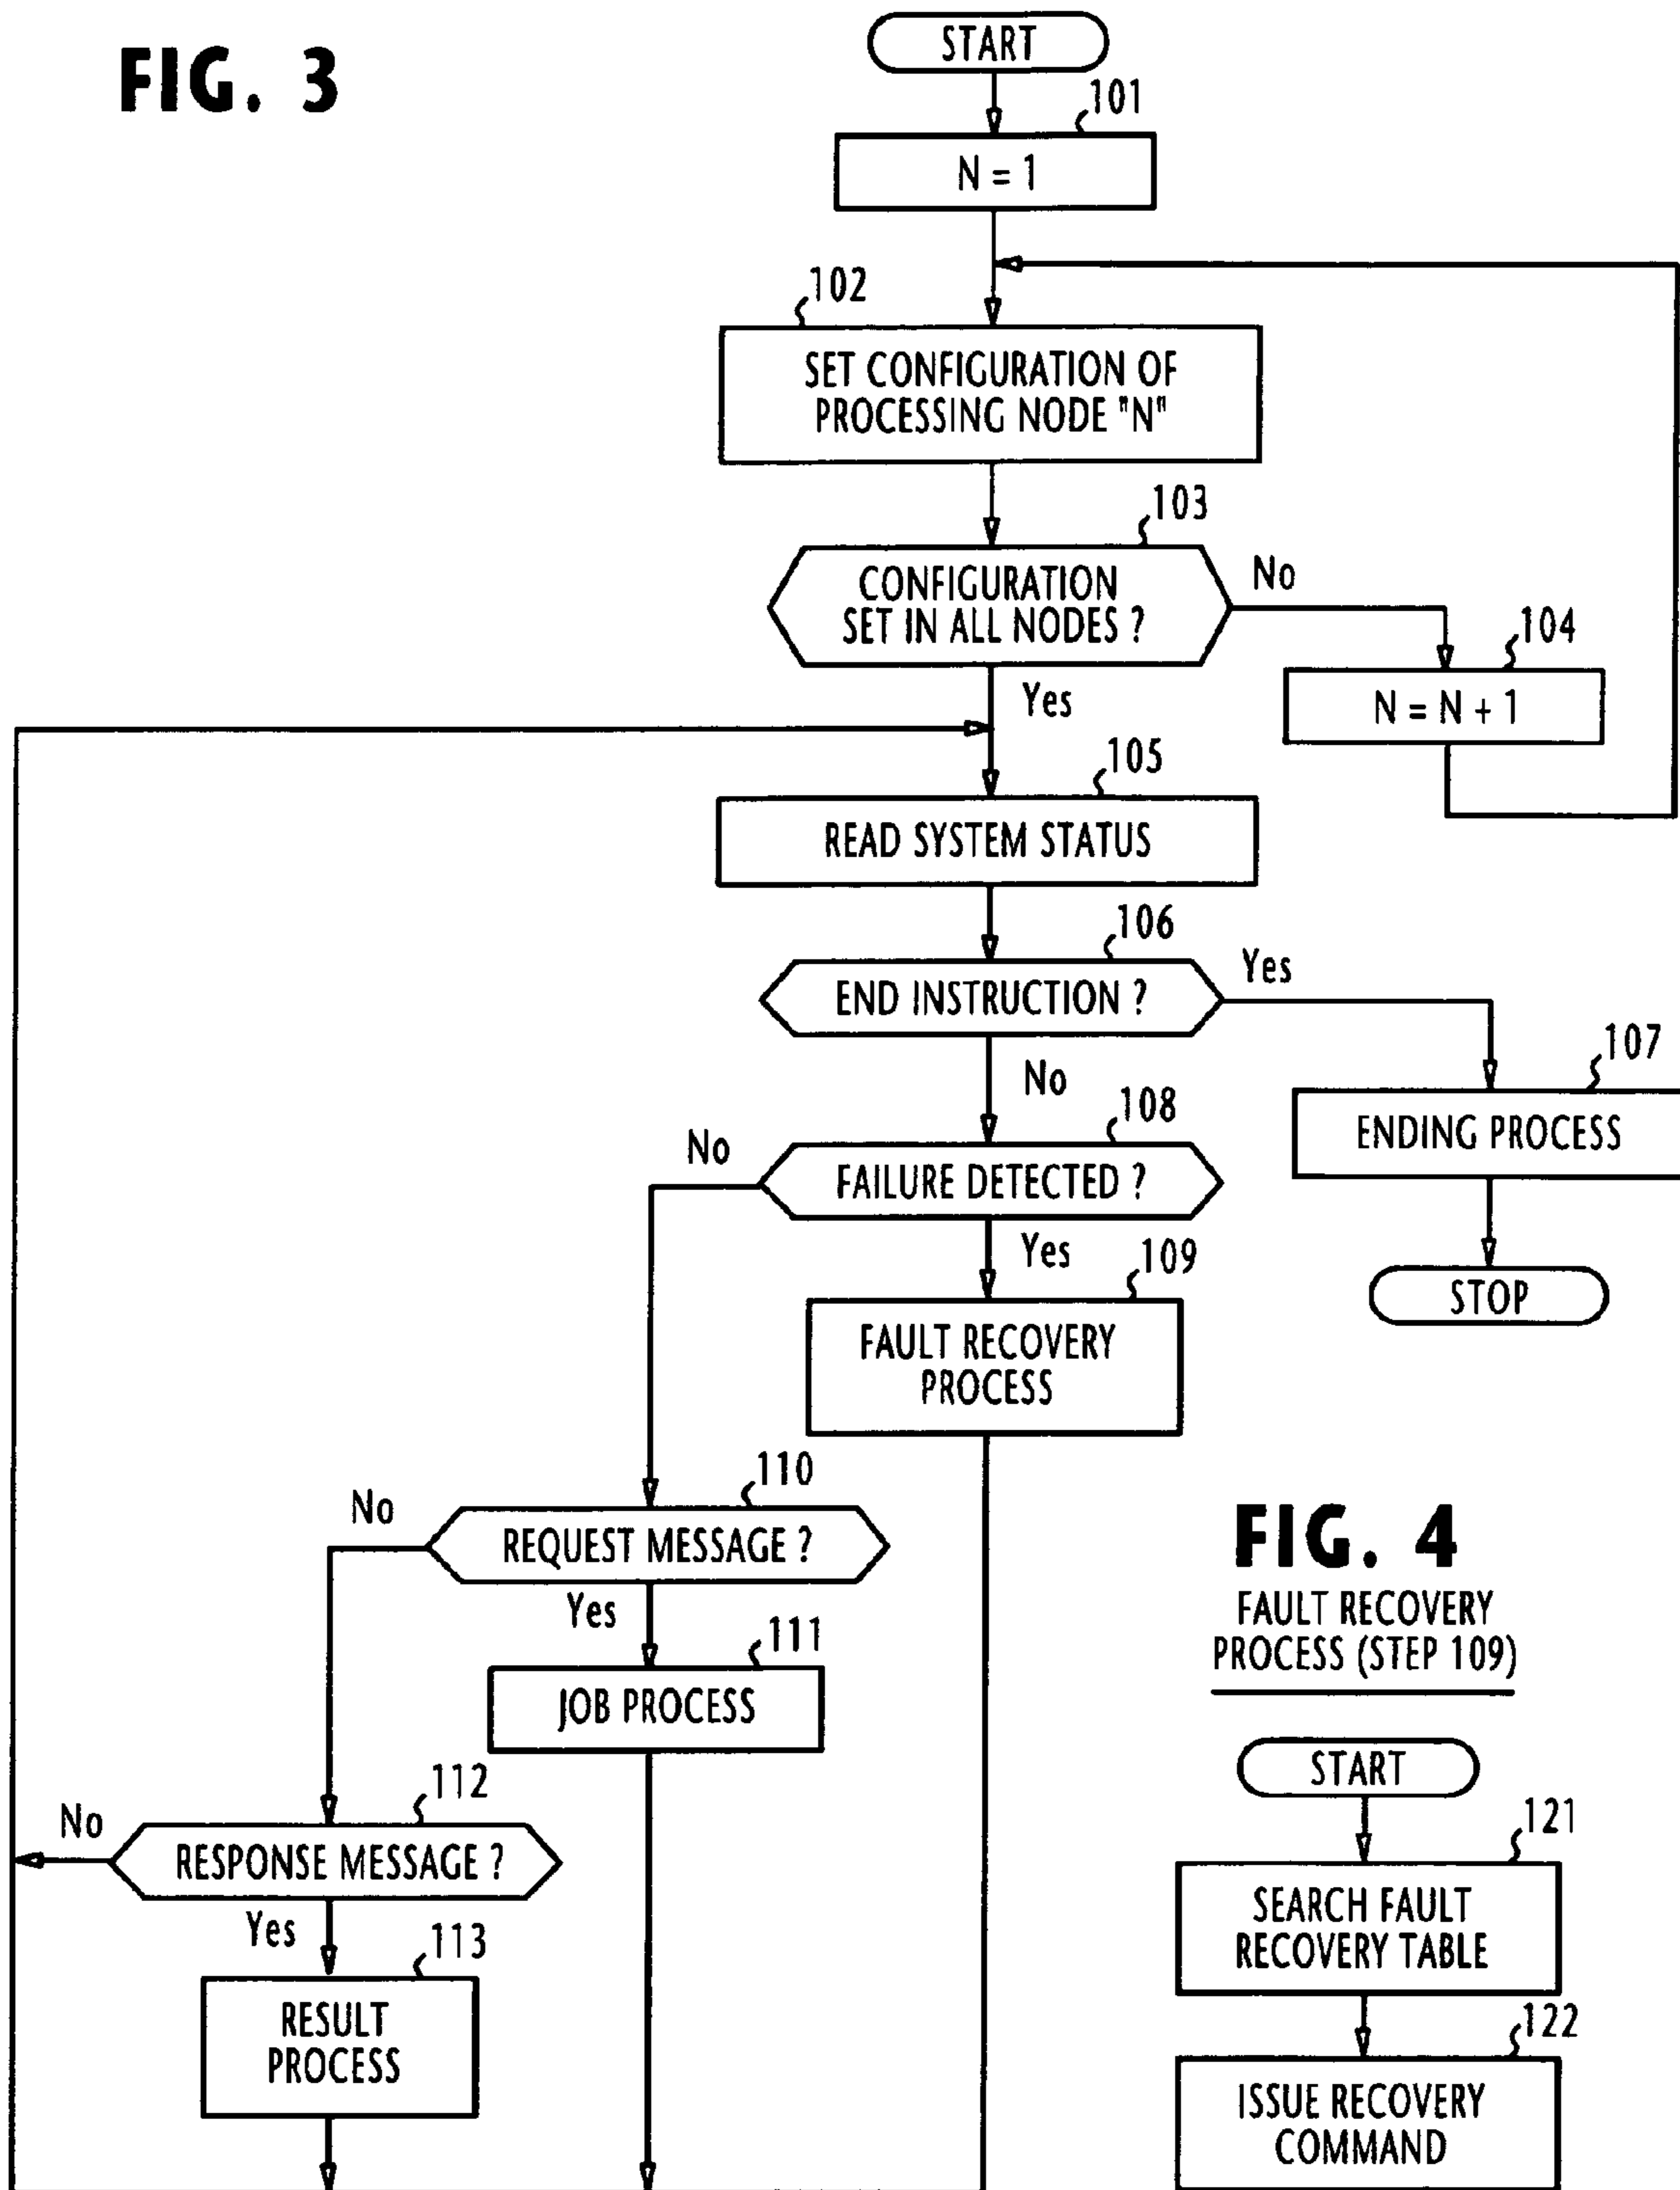 FIG. 3
START
101
N = 1
102
SET CONFIGURATION OF
PROCESSING NODE "N"
103
CONFIGURATION
SET IN ALL NODES ?
No
104
N = N + 1
Yes
105
READ SYSTEM STATUS
106
END INSTRUCTION ?
Yes
107
ENDING PROCESS
STOP
No
108
FAILURE DETECTED ?
No
Yes
109
FAULT RECOVERY
PROCESS
110
REQUEST MESSAGE ?
No
Yes
111
JOB PROCESS
112
RESPONSE MESSAGE ?
No
Yes
113
RESULT
PROCESS
FIG. 4
FAULT RECOVERY
PROCESS (STEP 109)
START
121
SEARCH FAULT
RECOVERY TABLE
122
ISSUE RECOVERY
COMMAND